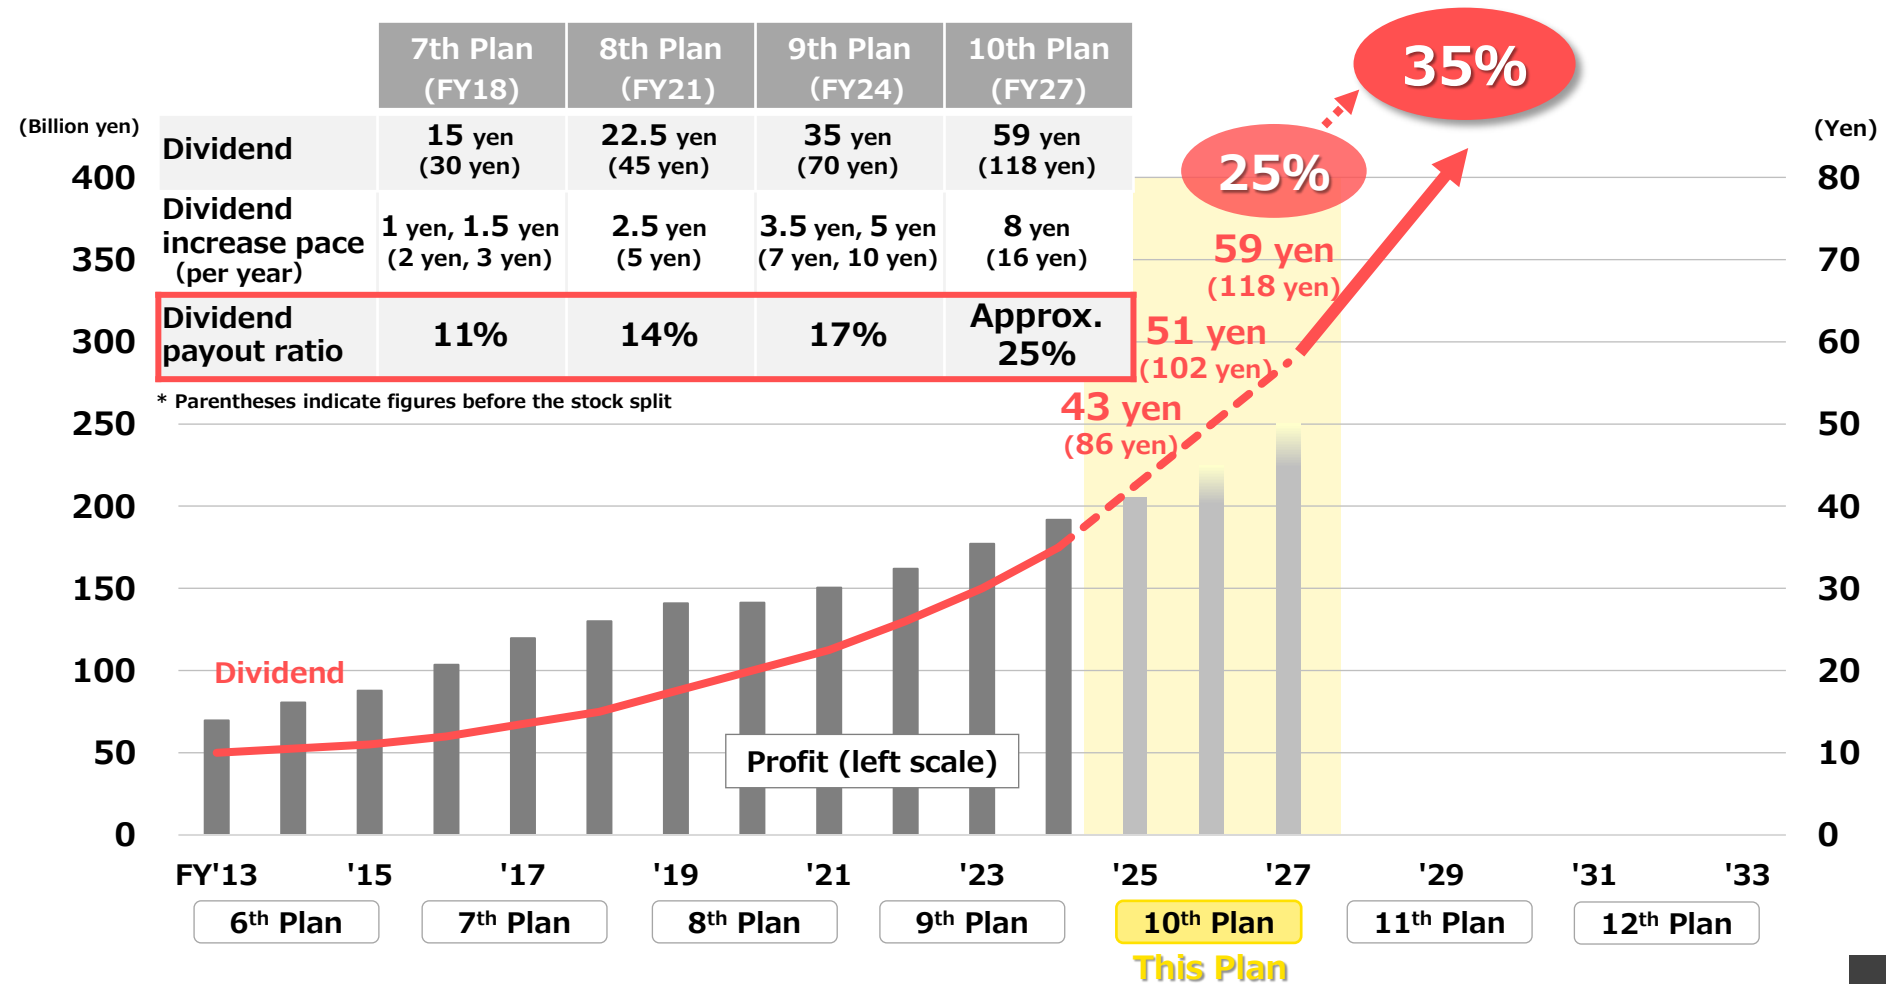 7th Plan
(FY18)
8th Plan
(FY21)
9th Plan
(FY24)
10th Plan
(FY27)
Dividend
15 yen
(30 yen)
22.5 yen
(45 yen)
35 yen
(70 yen)
59 yen
(118 yen)
Dividend
increase pace
(per year)
1 yen, 1.5 yen
(2 yen, 3 yen)
2.5 yen
(5 yen)
3.5 yen, 5 yen
(7 yen, 10 yen)
8 yen
(16 yen)
Dividend
payout ratio
11%
14%
17%
Approx.
25%
* Parentheses indicate figures before the stock split
35%
25%
(Billion yen)
400
350
300
250
200
150
100
50
0
(Yen)
80
70
60
50
40
30
20
10
0
59 yen
(118 yen)
51 yen
(102 yen)
43 yen
(86 yen)
Dividend
Profit (left scale)
FY'13 '15 '17 '19 '21 '23 '25 '27 '29 '31 '33
6th Plan 7th Plan 8th Plan 9th Plan 10th Plan 11th Plan 12th Plan
This Plan